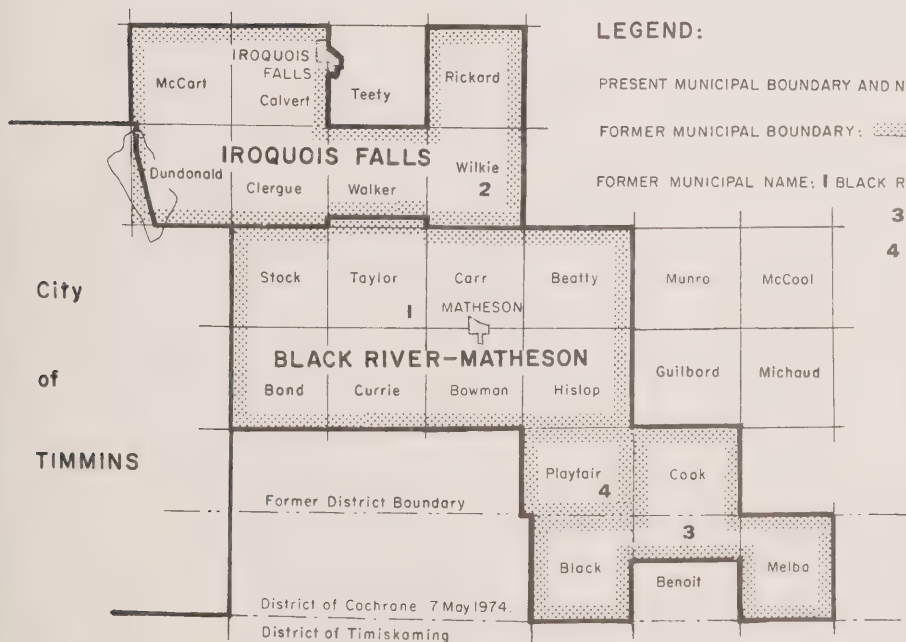 LEGEND:
PRESENT MUNICIPAL BOUNDARY AND N
FORMER MUNICIPAL BOUNDARY:
FORMER MUNICIPAL NAME: 1 BLACK R
3
4
IROQUOIS
FALLS
McCart
Calvert
Teefy
Rickard
IROQUOIS FALLS
Dundonald
Clergue
Walker
Wilkie
2
City
of
TIMMINS
Stock
Taylor
Carr
Beatty
Munro
McCool
1
MATHESON
BLACK RIVER-MATHESON
Bond
Currie
Bowman
Hislop
Guilbord
Michaud
Playfair
4
Cook
Former District Boundary
3
Black
Benoit
Melba
District of Cochrane 7 May 1974.
District of Timiskaming